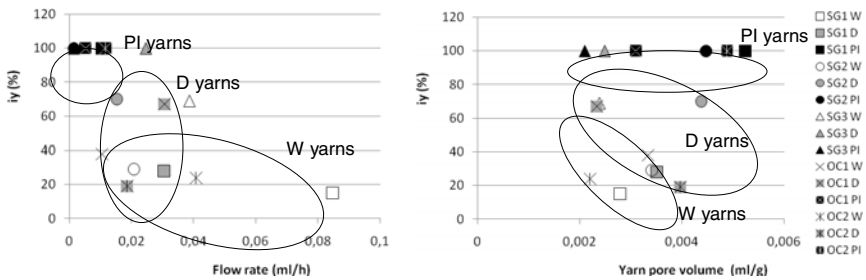 120
100
80
60
40
20
0
iy (%)
PI yarns
D yarns
W yarns
0
0,02
0,04
0,06
0,08
0,1
Flow rate (ml/h)
120
100
80
60
40
20
0
iy (%)
PI yarns
D yarns
W yarns
0
0,002
0,004
0,006
Yarn pore volume (ml/g)
SG1 W
SG1 D
SG1 PI
SG2 W
SG2 D
SG2 PI
SG3 W
SG3 D
SG3 PI
OC1 W
OC1 D
OC1 PI
OC2 W
OC2 D
OC2 PI